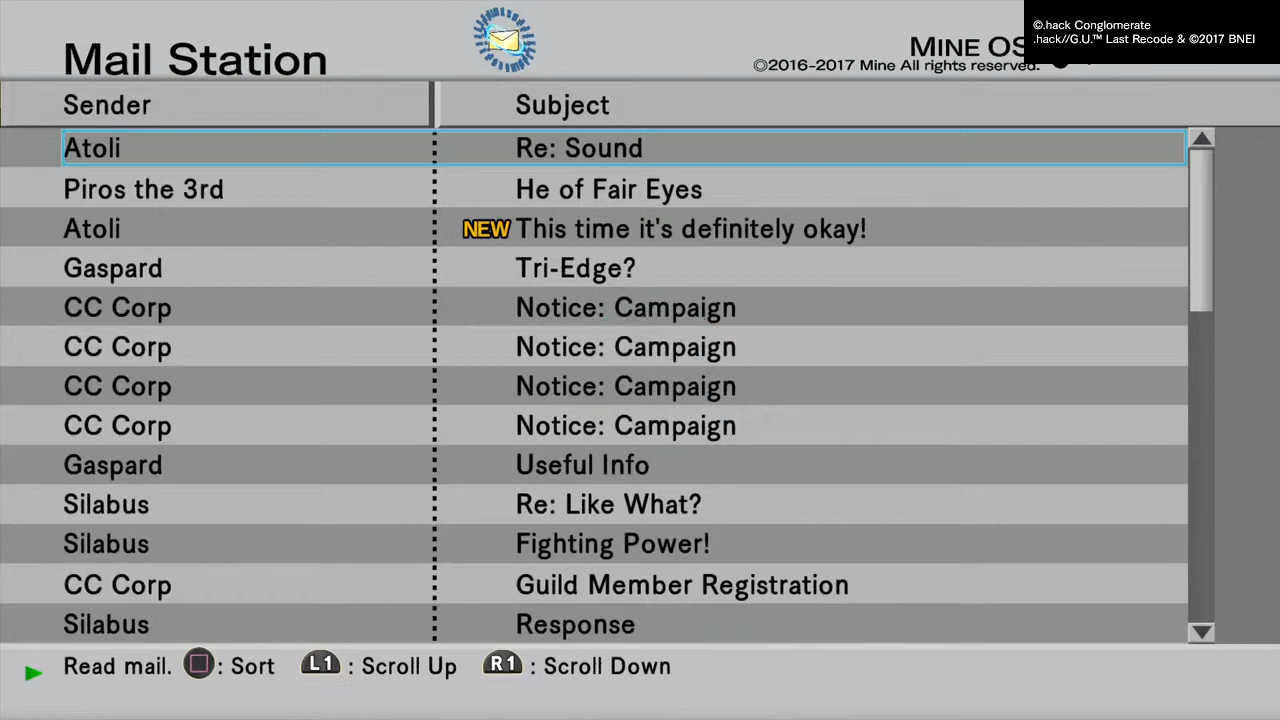 ©.hack Conglomerate
.hack//G.U.™ Last Recode & ©2017 BNEI
Mail Station
MINE OS
©2016-2017 Mine All rights reserved.
Sender Subject
Atoli Re: Sound
Piros the 3rd He of Fair Eyes
Atoli NEW This time it's definitely okay!
Gaspard Tri-Edge?
CC Corp Notice: Campaign
CC Corp Notice: Campaign
CC Corp Notice: Campaign
CC Corp Notice: Campaign
Gaspard Useful Info
Silabus Re: Like What?
Silabus Fighting Power!
CC Corp Guild Member Registration
Silabus Response
Read mail. : Sort L1 : Scroll Up R1 : Scroll Down